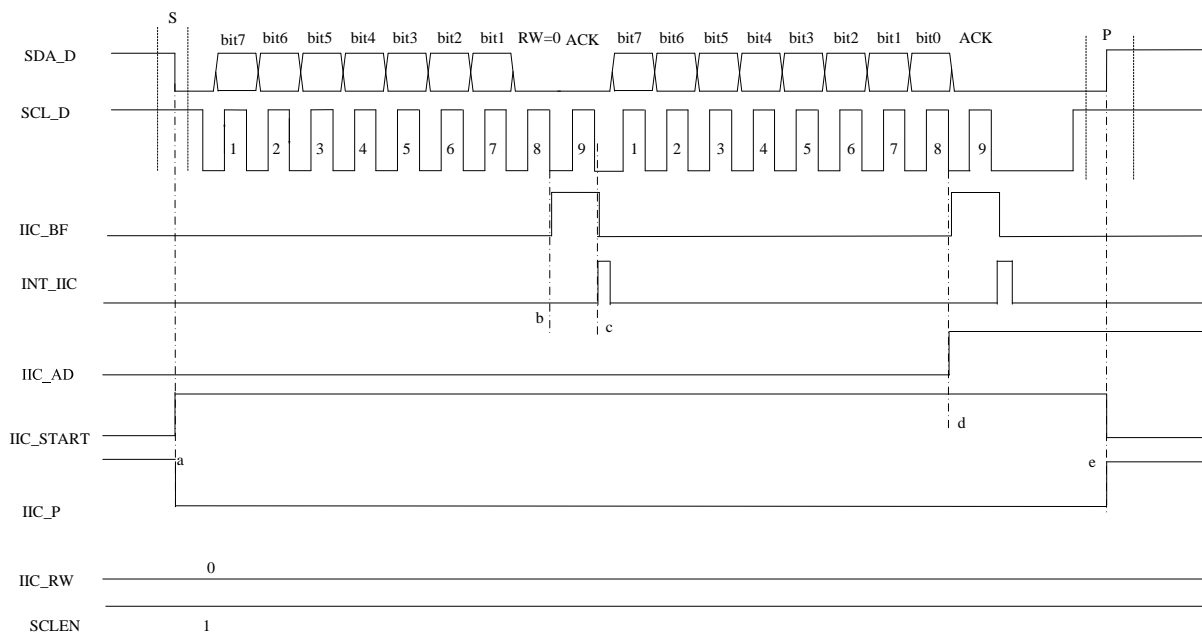 S
bit7 bit6 bit5 bit4 bit3 bit2 bit1 RW=0 ACK bit7 bit6 bit5 bit4 bit3 bit2 bit1 bit0 ACK P
SDA_D
SCL_D
1 2 3 4 5 6 7 8 9 1 2 3 4 5 6 7 8 9
IIC_BF
INT_IIC
b c
IIC_AD
d
IIC_START
a e
IIC_P
0
IIC_RW
SCLEN 1